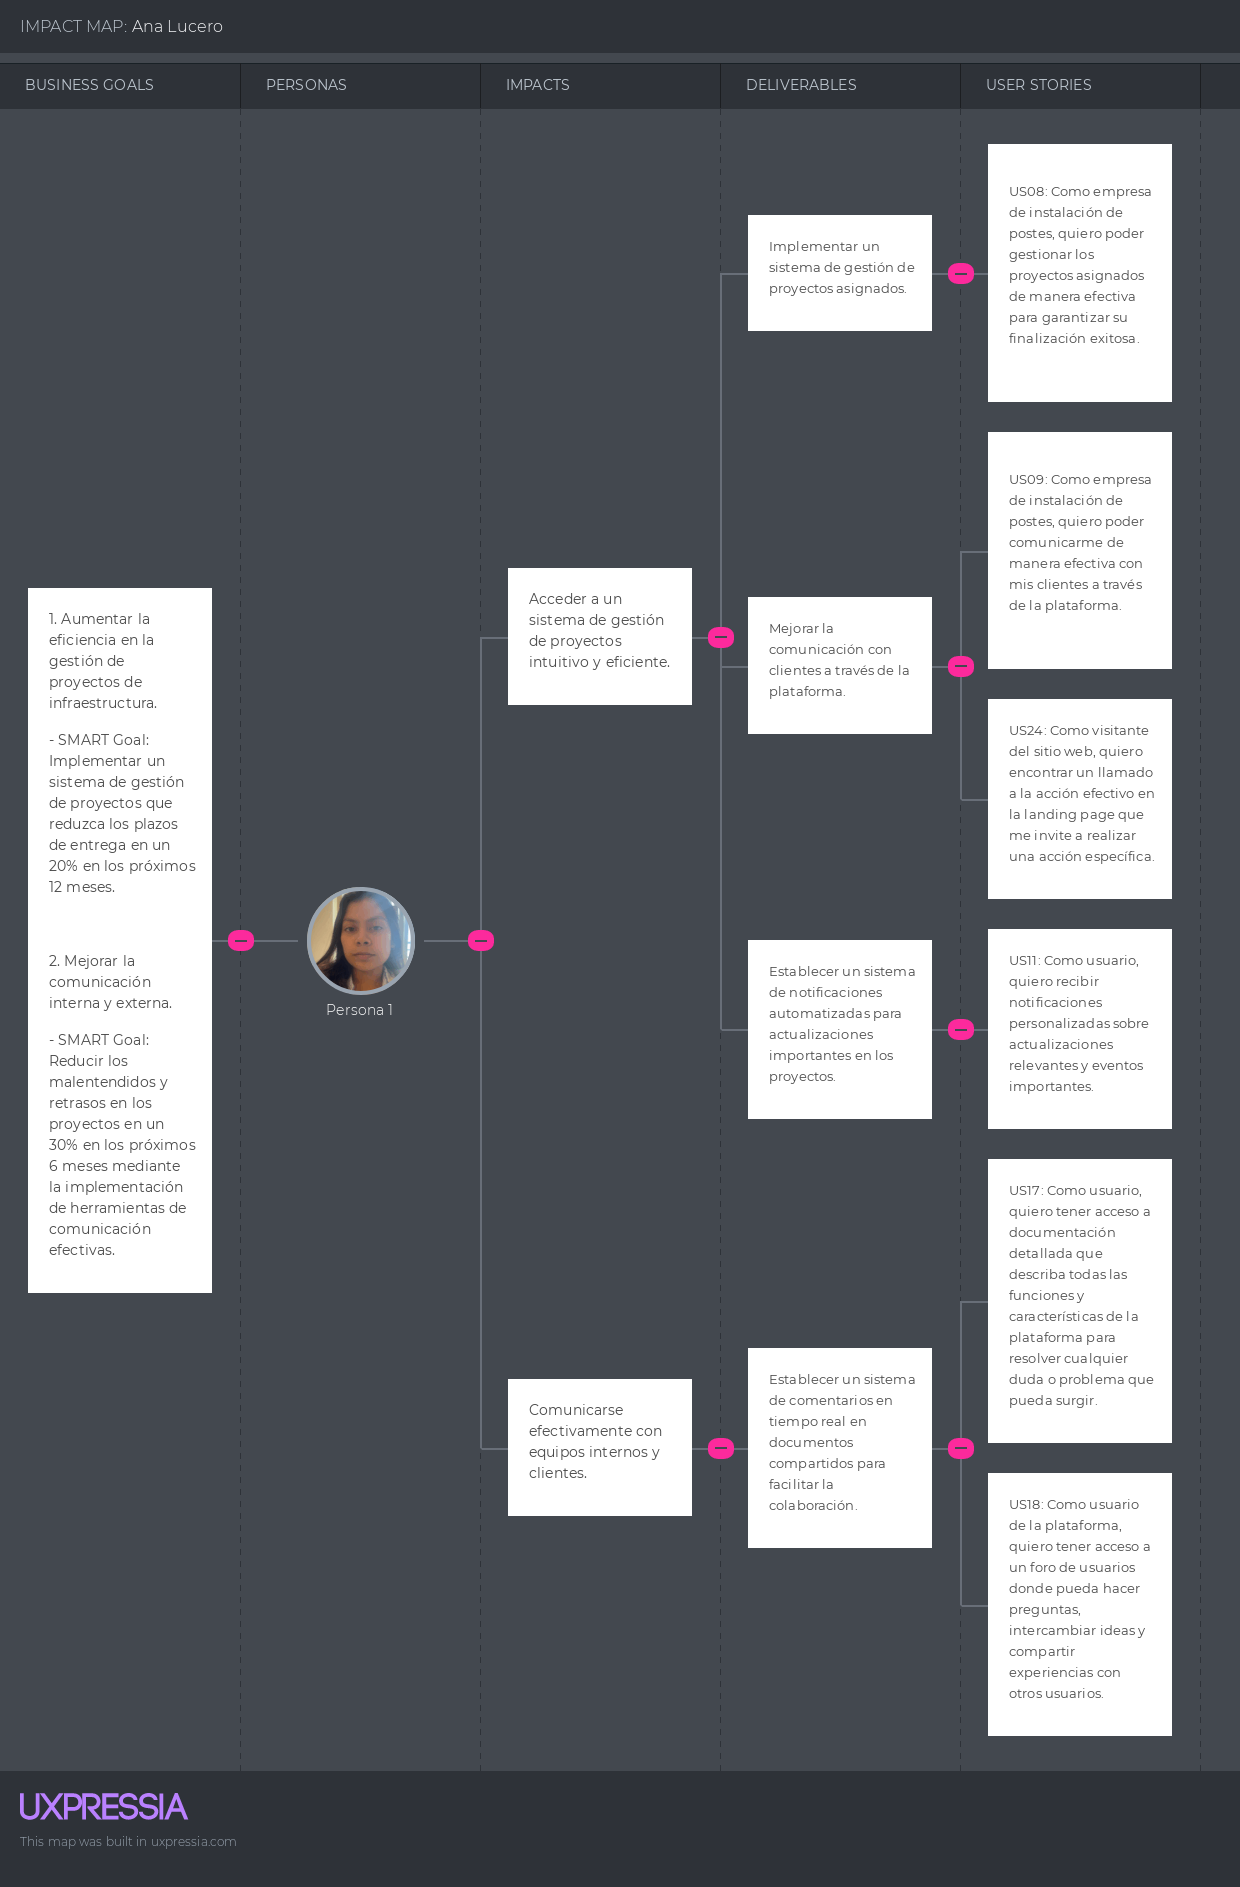 IMPACT MAP: Ana Lucero
BUSINESS GOALS
PERSONAS
IMPACTS
DELIVERABLES
USER STORIES
1. Aumentar la
eficiencia en la
gestión de
proyectos de
infraestructura.
- SMART Goal:
Implementar un
sistema de gestión
de proyectos que
reduzca los plazos
de entrega en un
20% en los próximos
12 meses.
2. Mejorar la
comunicación
interna y externa.
- SMART Goal:
Reducir los
malentendidos y
retrasos en los
proyectos en un
30% en los próximos
6 meses mediante
la implementación
de herramientas de
comunicación
efectivas.
Persona 1
Acceder a un
sistema de gestión
de proyectos
intuitivo y eficiente.
Comunicarse
efectivamente con
equipos internos y
clientes.
Implementar un
sistema de gestión de
proyectos asignados.
Mejorar la
comunicación con
clientes a través de la
plataforma.
Establecer un sistema
de notificaciones
automatizadas para
actualizaciones
importantes en los
proyectos.
Establecer un sistema
de comentarios en
tiempo real en
documentos
compartidos para
facilitar la
colaboración.
US08: Como empresa
de instalación de
postes, quiero poder
gestionar los
proyectos asignados
de manera efectiva
para garantizar su
finalización exitosa.
US09: Como empresa
de instalación de
postes, quiero poder
comunicarme de
manera efectiva con
mis clientes a través
de la plataforma.
US24: Como visitante
del sitio web, quiero
encontrar un llamado
a la acción efectivo en
la landing page que
me invite a realizar
una acción específica.
US11: Como usuario,
quiero recibir
notificaciones
personalizadas sobre
actualizaciones
relevantes y eventos
importantes.
US17: Como usuario,
quiero tener acceso a
documentación
detallada que
describa todas las
funciones y
características de la
plataforma para
resolver cualquier
duda o problema que
pueda surgir.
US18: Como usuario
de la plataforma,
quiero tener acceso a
un foro de usuarios
donde pueda hacer
preguntas,
intercambiar ideas y
compartir
experiencias con
otros usuarios.
UXPRESSIA
This map was built in uxpressia.com